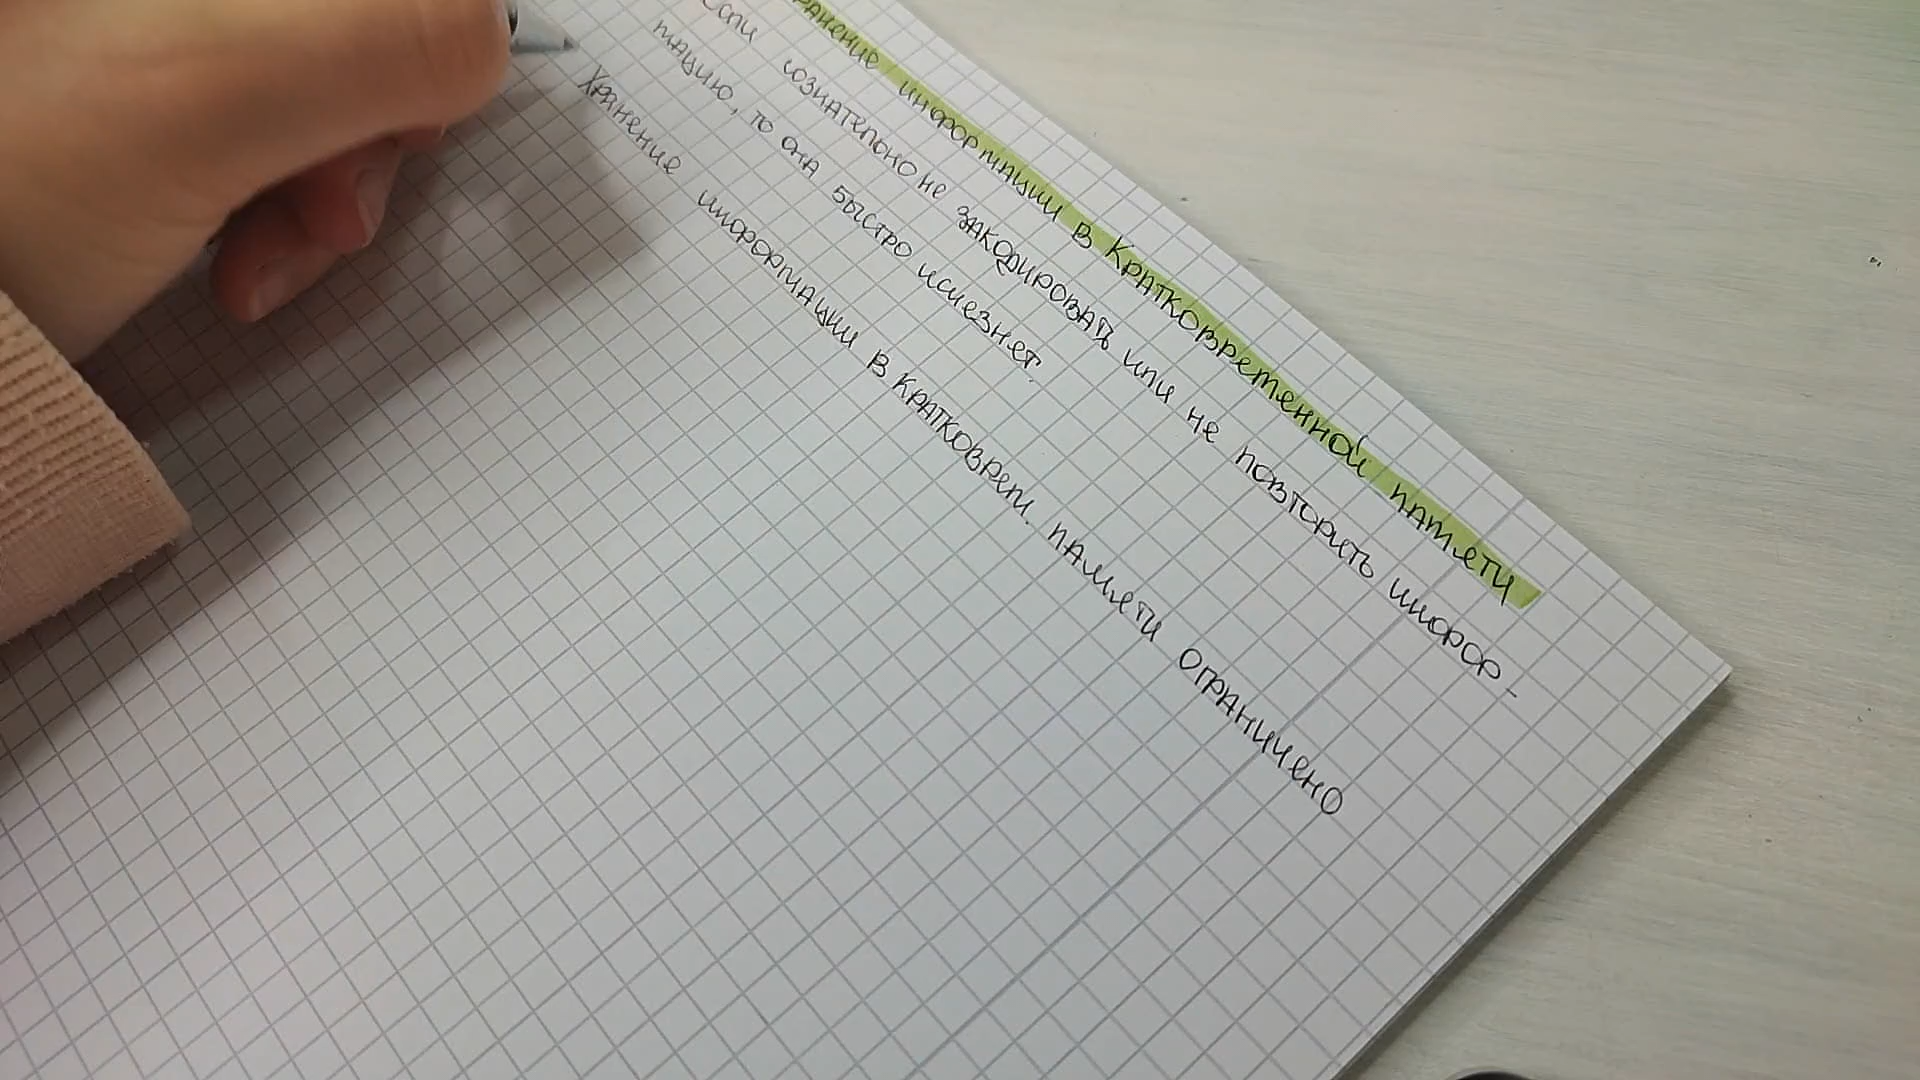 ранение информации в Кратковременной памяти
Если сознательно не закодировать или не повторить инфор-
мацию, то она быстро исчезнет.
Хранение информации в кратковрем. памяти ограничено